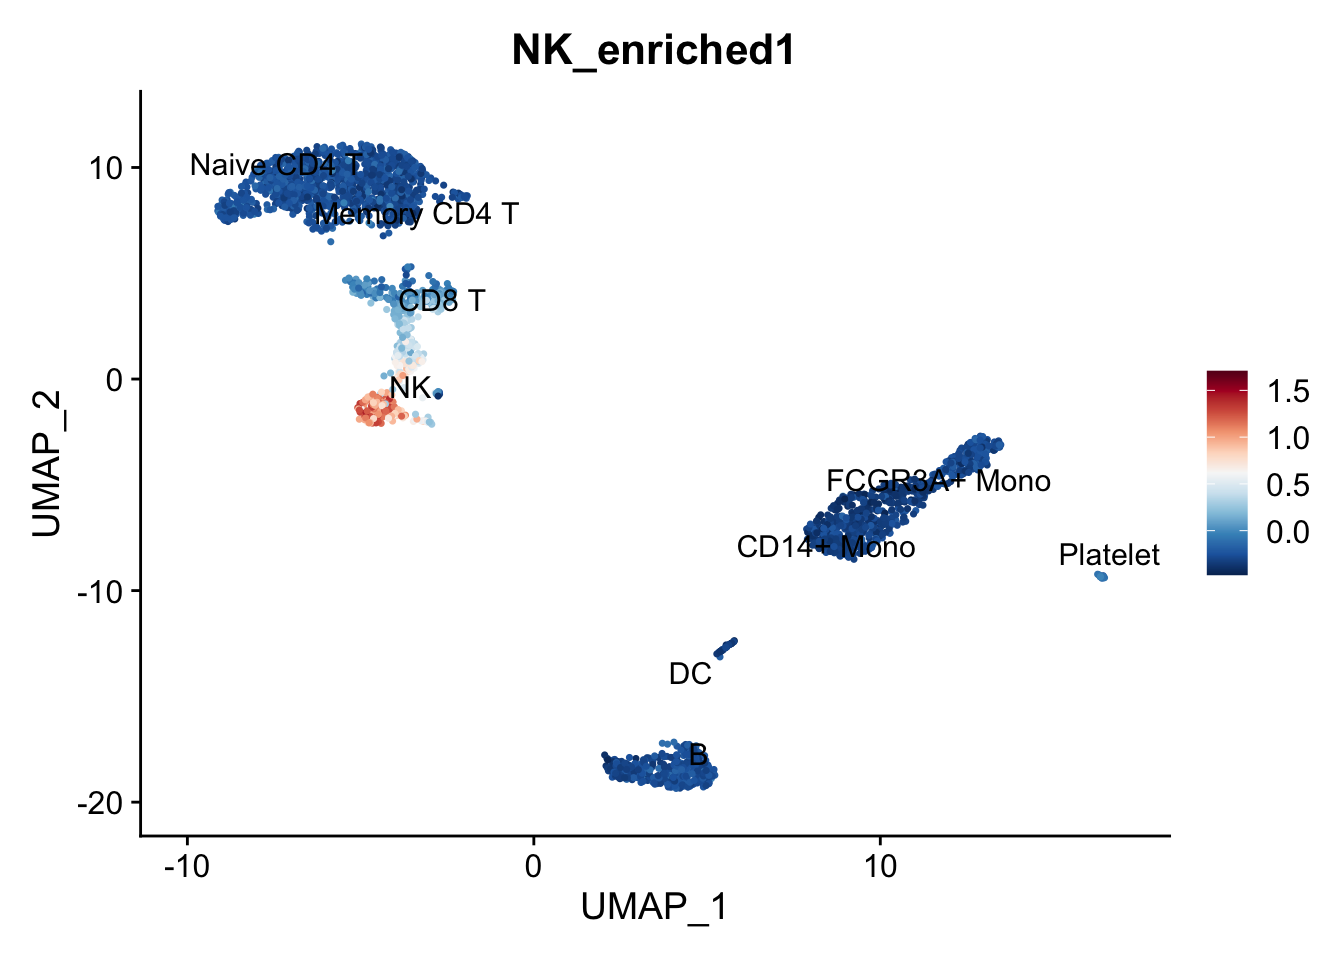 NK_enriched1
10
0
-10
-20
UMAP_2
Naive CD4 T
Memory CD4 T
CD8 T
NK
FCGR3A+ Mono
CD14+ Mono
Platelet
DC
B
1.5
1.0
0.5
0.0
-10
0
10
UMAP_1